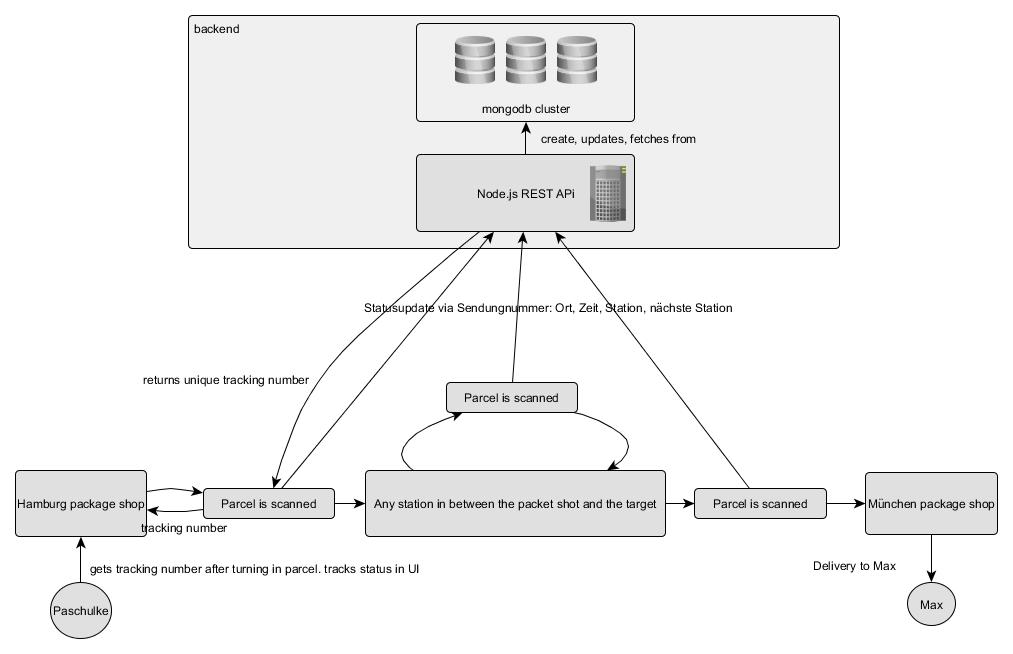 backend
mongodb cluster
create, updates, fetches from
Node.js REST APi
Statusupdate via Sendungnummer: Ort, Zeit, Station, nächste Station
returns unique tracking number
Parcel is scanned
Hamburg package shop
Parcel is scanned
Any station in between the packet shot and the target
Parcel is scanned
München package shop
tracking number
gets tracking number after turning in parcel. tracks status in UI
Delivery to Max
Paschulke
Max